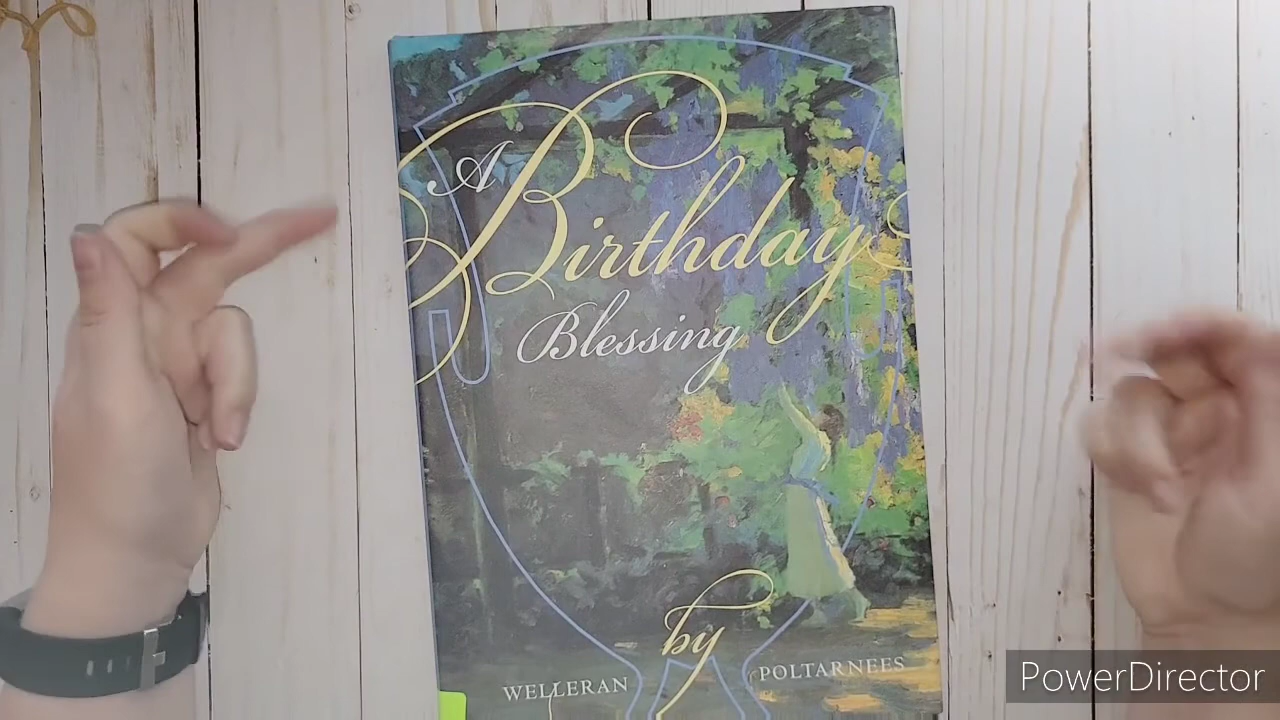 A
Birthday
Blessing
by
WELLERAN POLTARNEES
PowerDirector